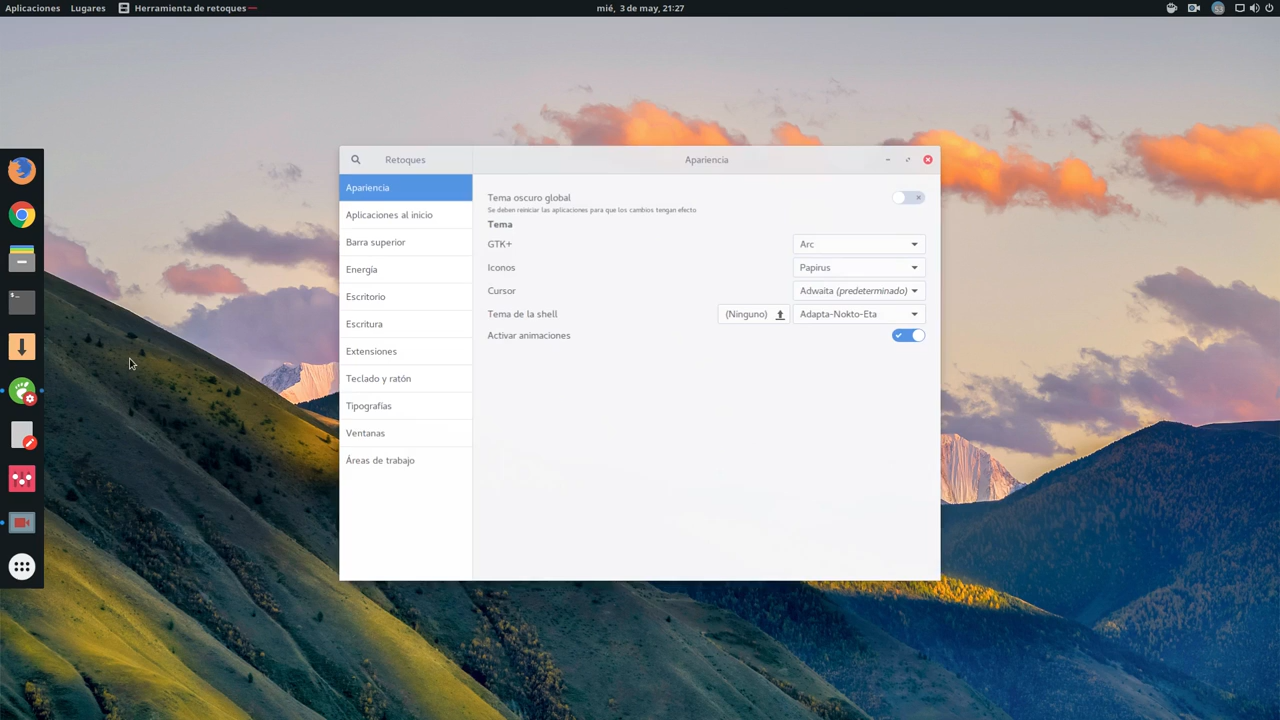 Aplicaciones Lugares Herramienta de retoques mié, 3 de may, 21:27
Retoques Apariencia
Apariencia
Aplicaciones al inicio
Barra superior
Energía
Escritorio
Escritura
Extensiones
Teclado y ratón
Tipografías
Ventanas
Áreas de trabajo
Tema oscuro global
Se deben reiniciar las aplicaciones para que los cambios tengan efecto
Tema
GTK+ Arc
Iconos Papirus
Cursor Adwaita (predeterminado)
Tema de la shell (Ninguno) Adapta-Nokto-Eta
Activar animaciones